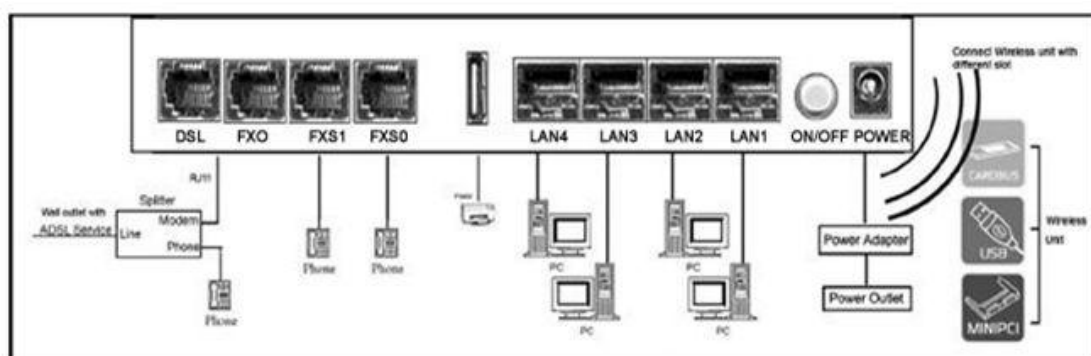 Connect Wireless unit with
different slot
DSL FXO FXS1 FXS0 LAN4 LAN3 LAN2 LAN1 ON/OFF POWER
CARDBUS
RJ11
Splitter
Wall outlet with
ADSL Service
Modem
Line
Phone
Phone
Phone
Phone
PC
PC
PC
PC
Power Adapter
Power Outlet
USB
Wireless
Unit
MINIPCI